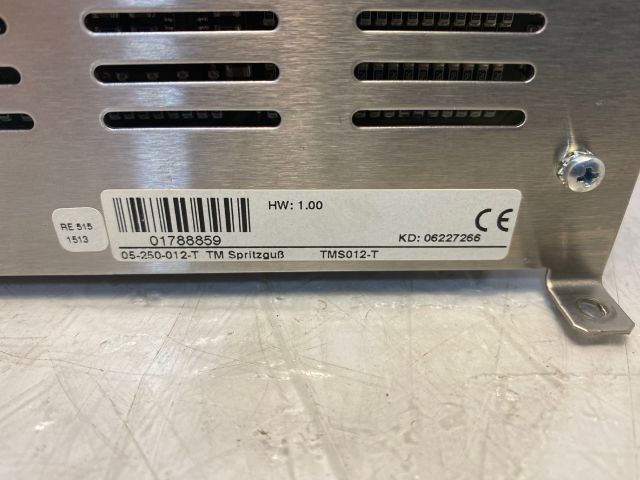 RE 515
1513
HW: 1.00
01788859
KD: 06227266
CE
05-250-012-T TM Spritzguß TMS012-T